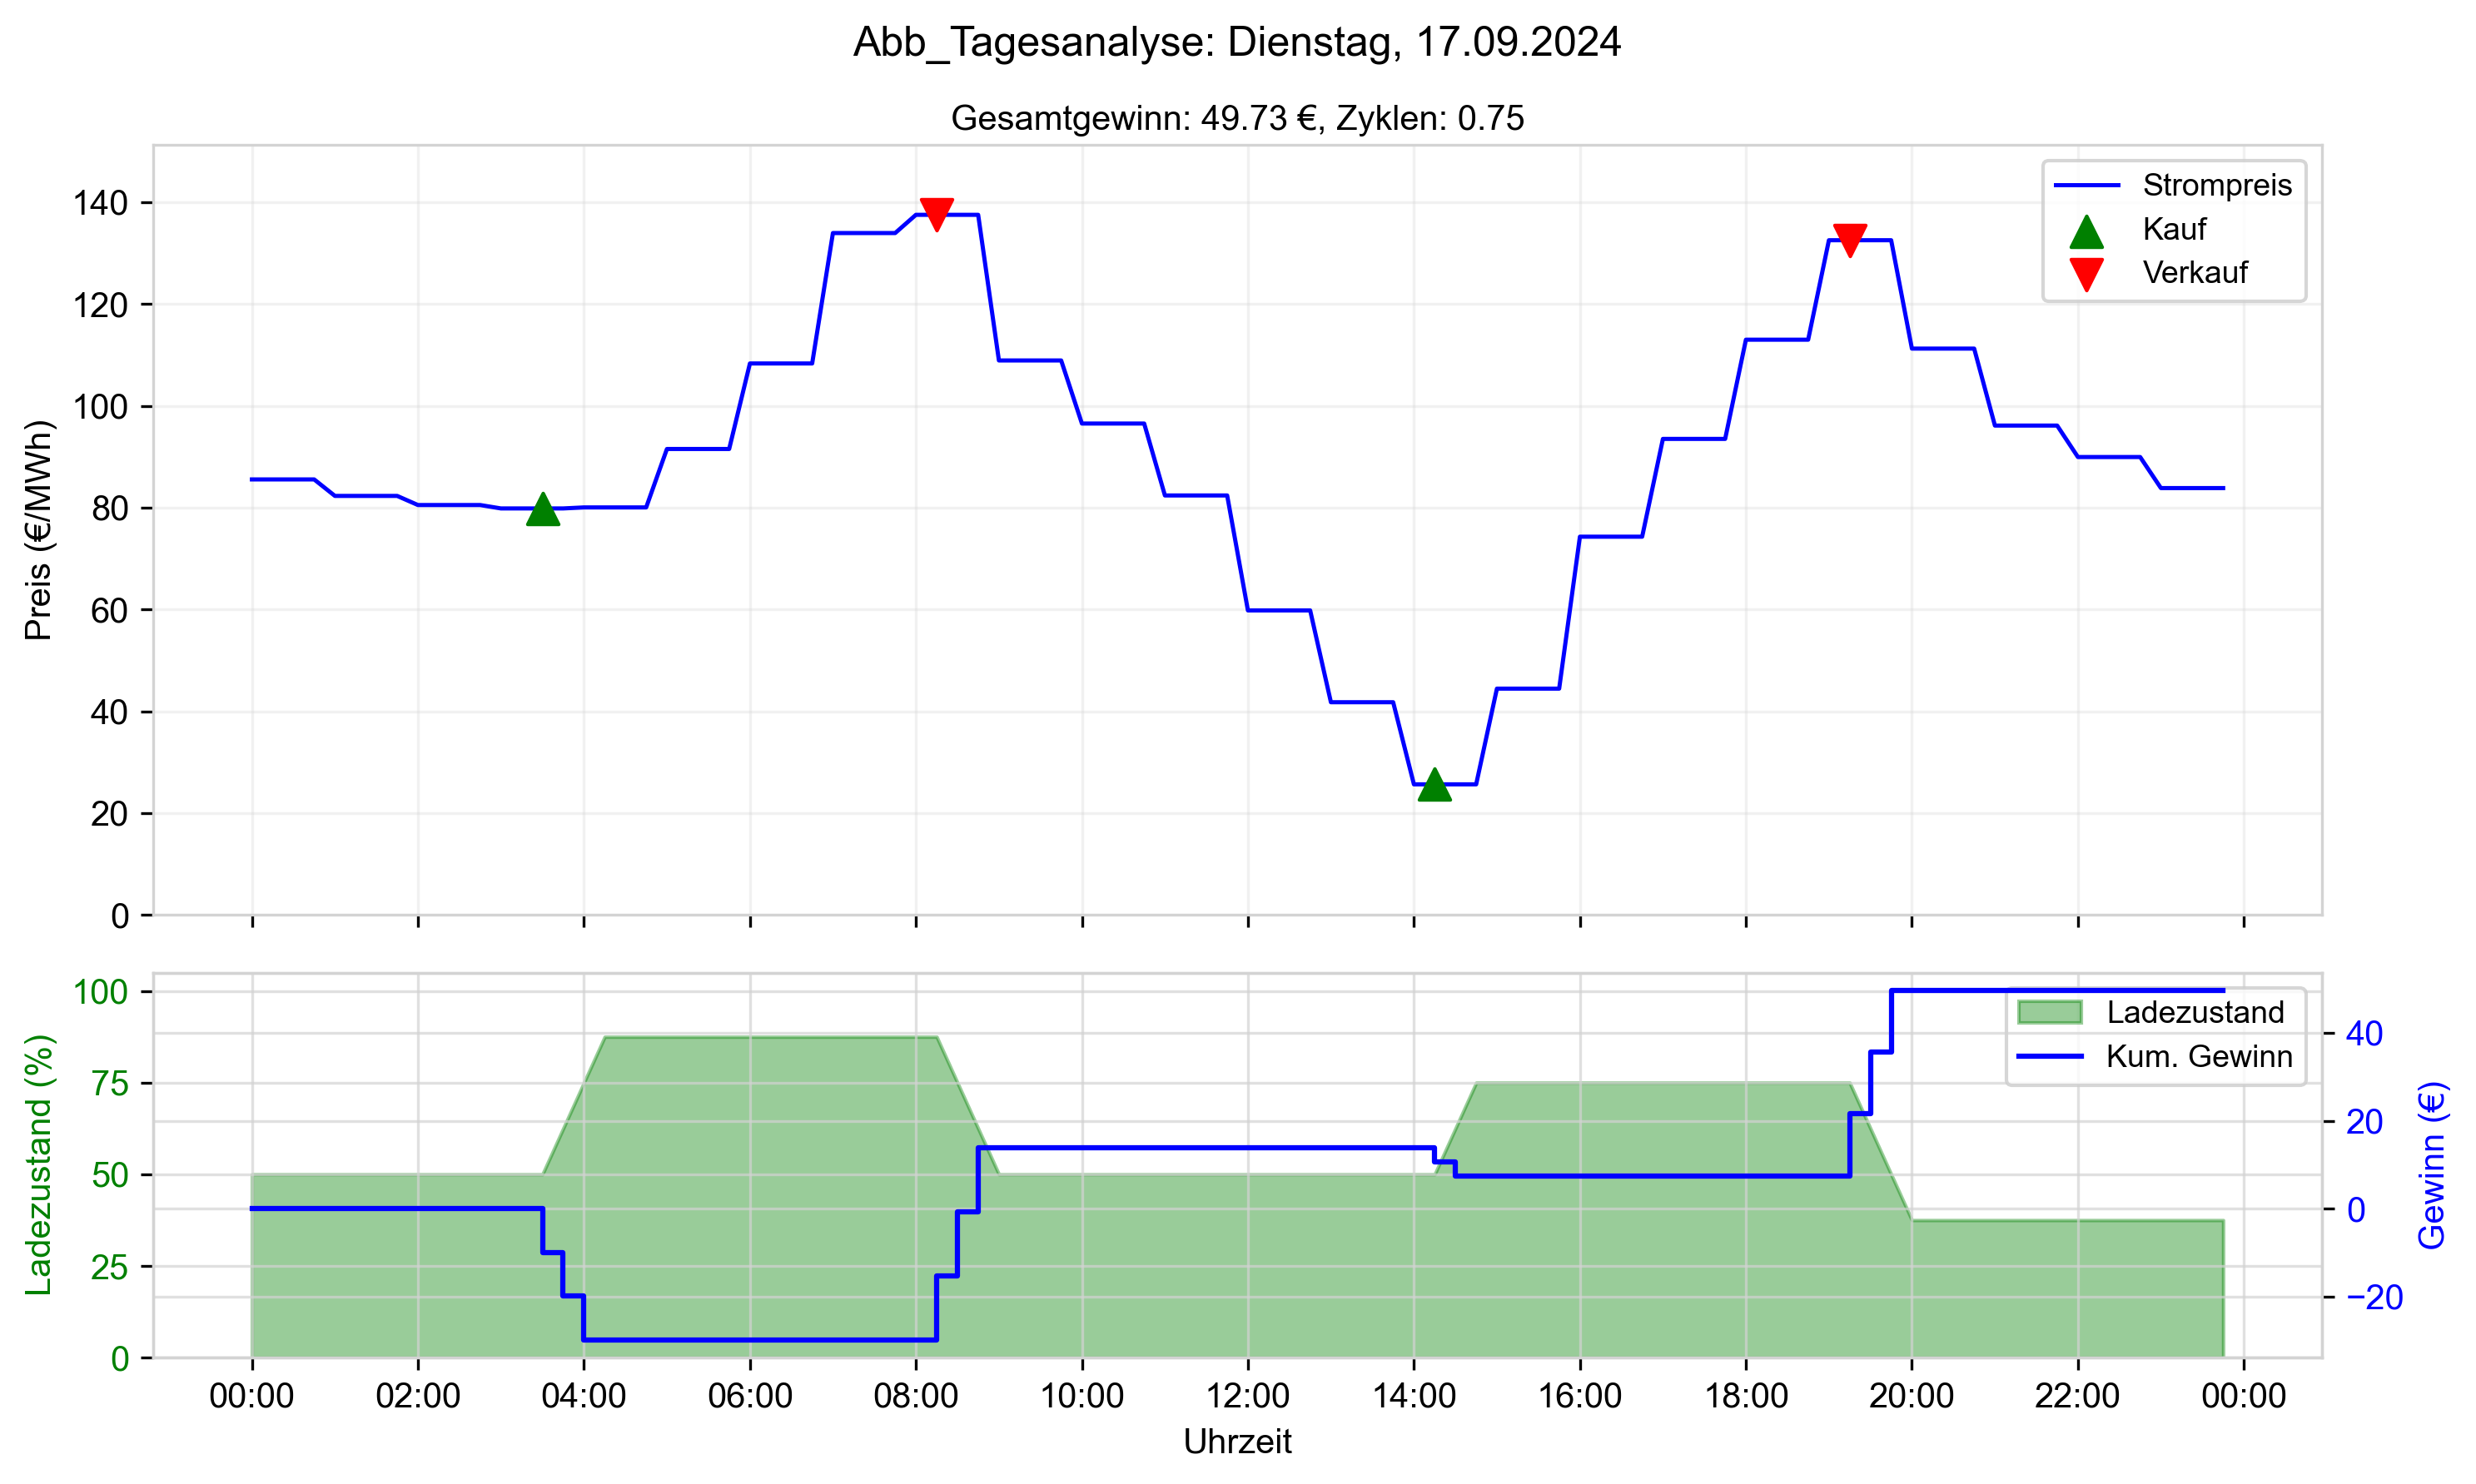 Abb_Tagesanalyse: Dienstag, 17.09.2024
Gesamtgewinn: 49.73 €, Zyklen: 0.75
Preis (€/MWh)
140
120
100
80
60
40
20
0
Strompreis
Kauf
Verkauf
Ladezustand (%)
100
75
50
25
0
Ladezustand
Kum. Gewinn
40
20
0
−20
Gewinn (€)
00:00 02:00 04:00 06:00 08:00 10:00 12:00 14:00 16:00 18:00 20:00 22:00 00:00
Uhrzeit